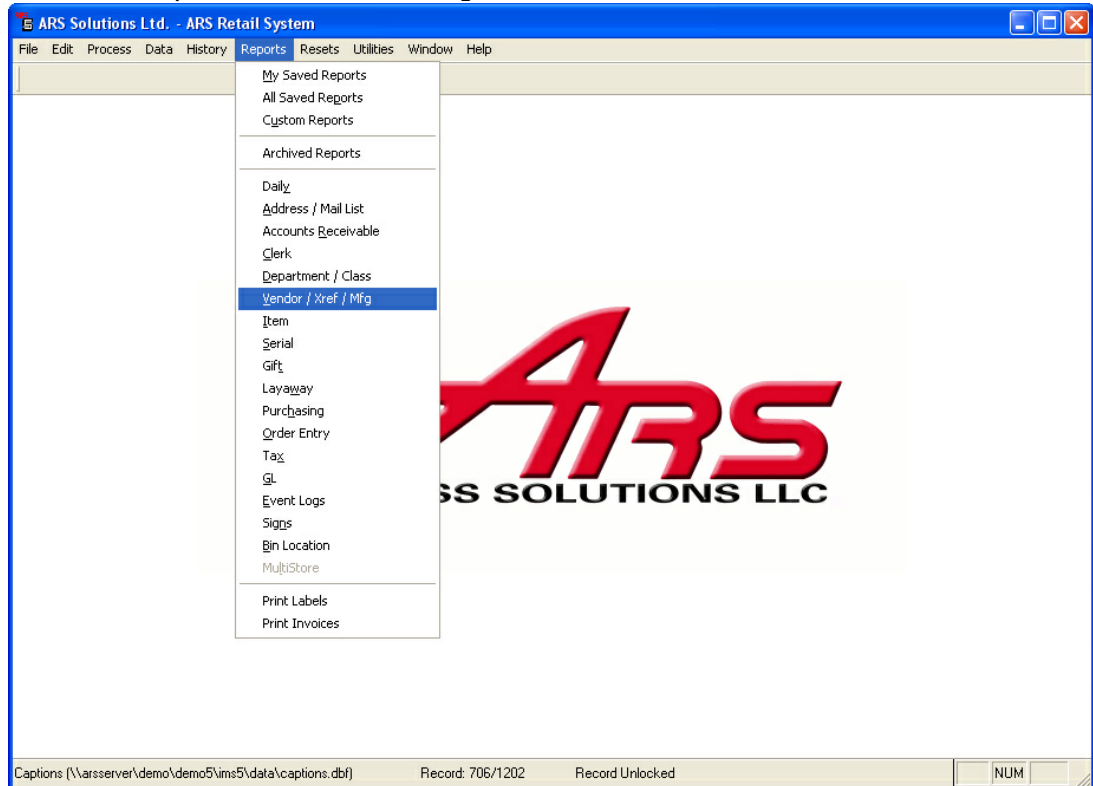 ARS Solutions Ltd. - ARS Retail System
File Edit Process Data History Reports Resets Utilities Window Help
My Saved Reports
All Saved Reports
Custom Reports
Archived Reports
Daily
Address / Mail List
Accounts Receivable
Clerk
Department / Class
Vendor / Xref / Mfg
Item
Serial
Gift
Layaway
Purchasing
Order Entry
Tax
GL
Event Logs
Signs
Bin Location
MultiStore
Print Labels
Print Invoices
ARS
SS SOLUTIONS LLC
Captions (\\arsserver\demo\demo5\ims5\data\captions.dbf) Record: 706/1202 Record Unlocked NUM